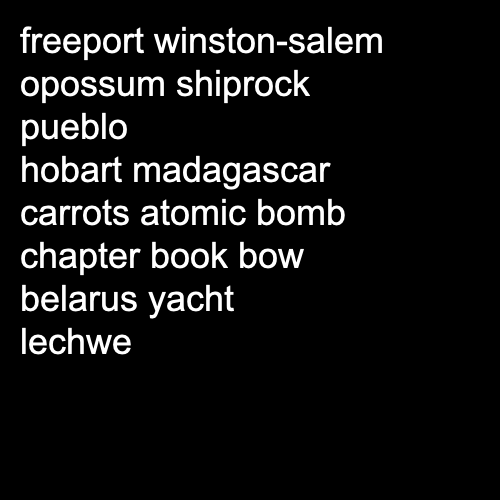 freeport winston-salem
opossum shiprock
pueblo
hobart madagascar
carrots atomic bomb
chapter book bow
belarus yacht
lechwe